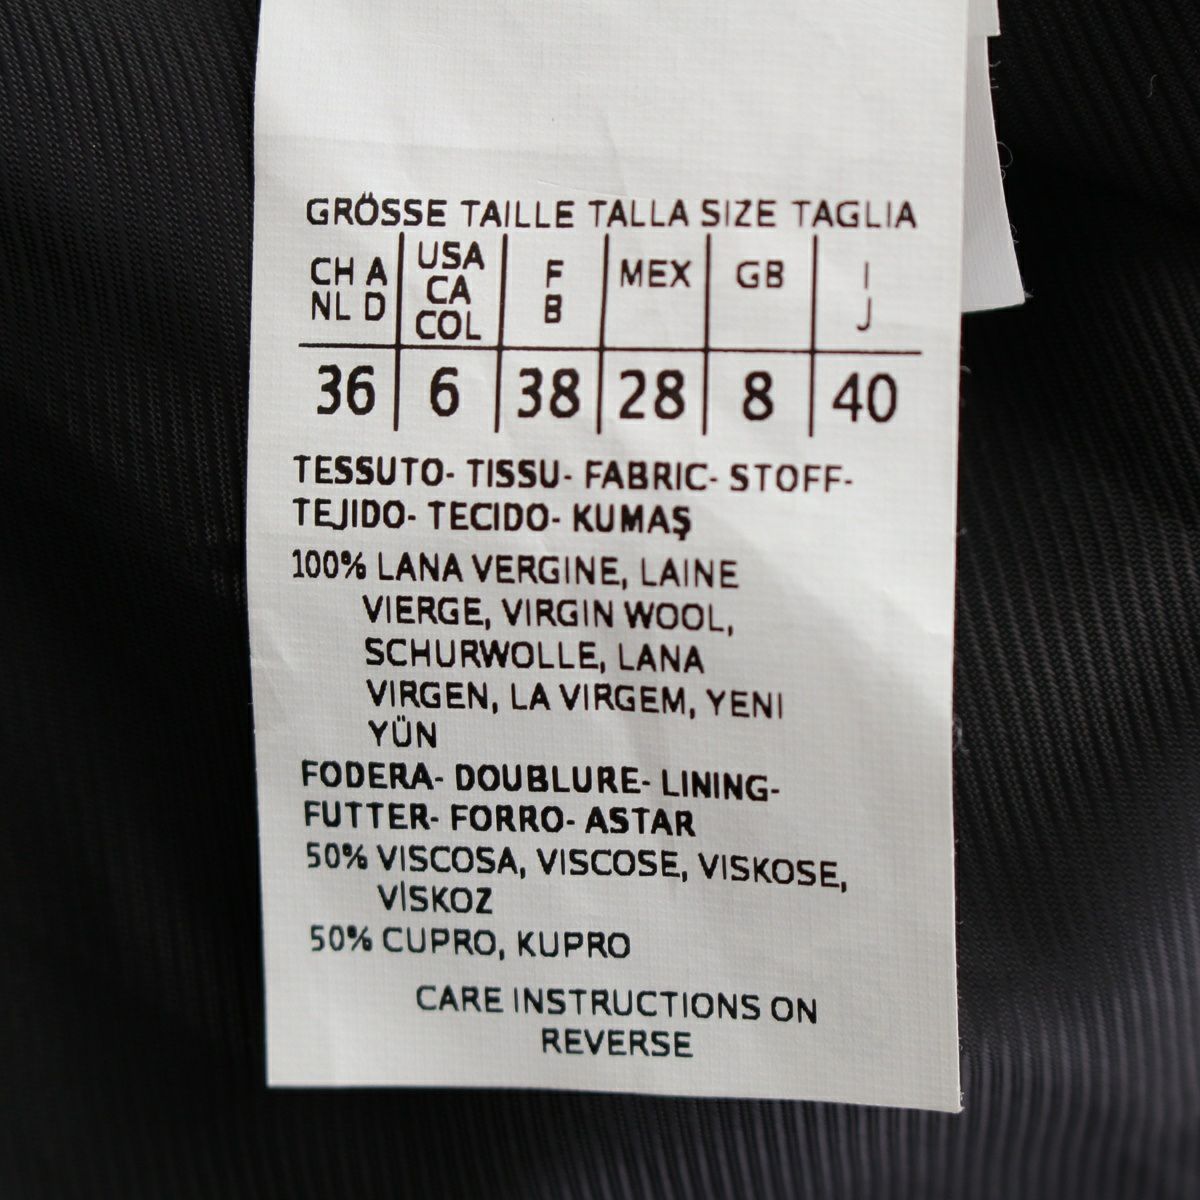 GRÖSSE TAILLE TALLA SIZE TAGLIA
CH A NL D | USA CA COL | F B | MEX | GB | I J
36 | 6 | 38 | 28 | 8 | 40
TESSUTO- TISSU- FABRIC- STOFF-
TEJIDO- TECIDO- KUMAŞ
100% LANA VERGINE, LAINE
VIERGE, VIRGIN WOOL,
SCHURWOLLE, LANA
VIRGEN, LA VIRGEM, YENI
YÜN
FODERA- DOUBLURE- LINING-
FUTTER- FORRO- ASTAR
50% VISCOSA, VISCOSE, VISKOSE,
VİSKOZ
50% CUPRO, KUPRO
CARE INSTRUCTIONS ON
REVERSE